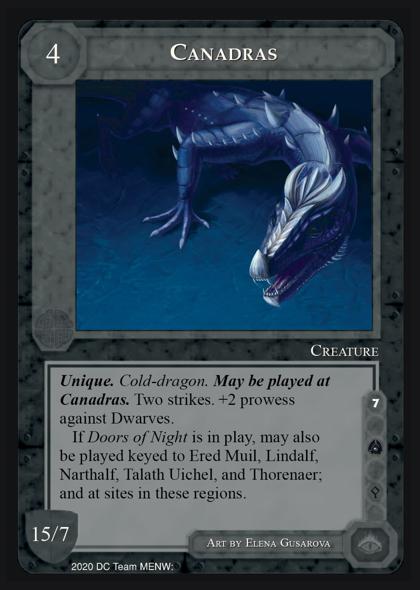 4
CANADRAS
CREATURE
Unique. Cold-dragon. May be played at
Canadras. Two strikes. +2 prowess
against Dwarves.
If Doors of Night is in play, may also
be played keyed to Ered Muil, Lindalf,
Narthalf, Talath Uichel, and Thorenaer;
and at sites in these regions.
7
15/7
ART BY ELENA GUSAROVA
2020 DC Team MENW: